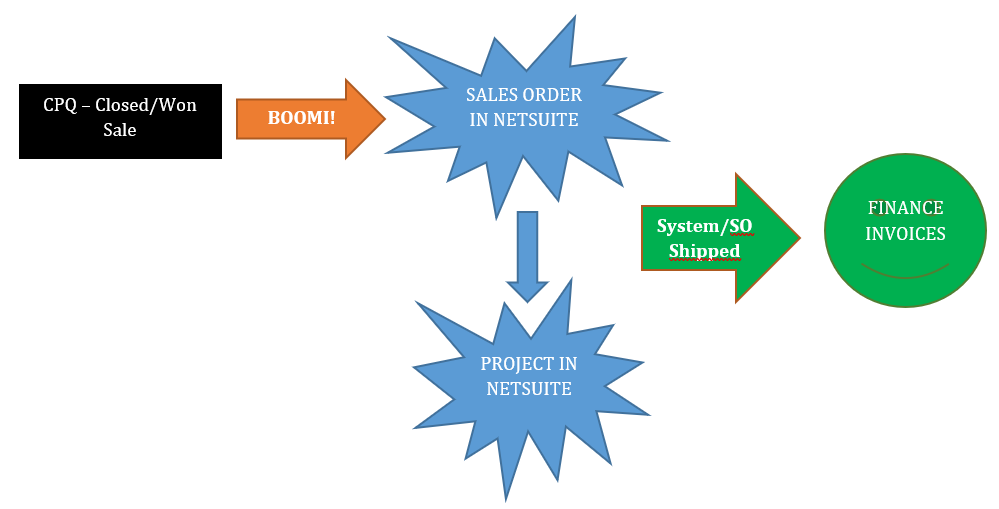 CPQ – Closed/Won
Sale
BOOMI!
SALES ORDER
IN NETSUITE
System/SO
Shipped
FINANCE
INVOICES
PROJECT IN
NETSUITE